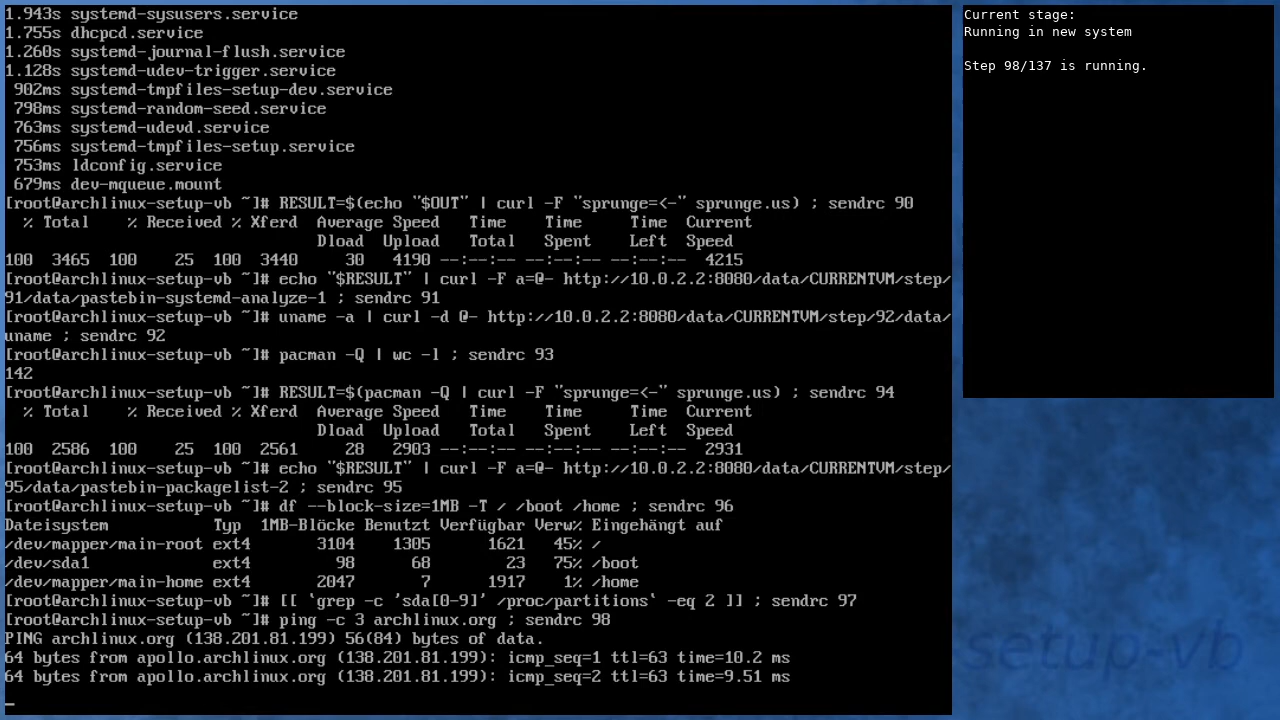 1.943s systemd-sysusers.service
1.755s dhcpcd.service
1.260s systemd-journal-flush.service
1.128s systemd-udev-trigger.service
902ms systemd-tmpfiles-setup-dev.service
798ms systemd-random-seed.service
763ms systemd-udevd.service
756ms systemd-tmpfiles-setup.service
753ms ldconfig.service
679ms dev-mqueue.mount
[root@archlinux-setup-vb ~]# RESULT=$(echo "$OUT" | curl -F "sprunge=<-" sprunge.us) ; sendrc 90
% Total % Received % Xferd Average Speed Time Time Time Current
Dload Upload Total Spent Left Speed
100 3465 100 25 100 3440 30 4190 --:--:-- --:--:-- --:--:-- 4215
[root@archlinux-setup-vb ~]# echo "$RESULT" | curl -F a=@- http://10.0.2.2:8080/data/CURRENTVM/step/
91/data/pastebin-systemd-analyze-1 ; sendrc 91
[root@archlinux-setup-vb ~]# uname -a | curl -d @- http://10.0.2.2:8080/data/CURRENTVM/step/92/data/
uname ; sendrc 92
[root@archlinux-setup-vb ~]# pacman -Q | wc -l ; sendrc 93
142
[root@archlinux-setup-vb ~]# RESULT=$(pacman -Q | curl -F "sprunge=<-" sprunge.us) ; sendrc 94
% Total % Received % Xferd Average Speed Time Time Time Current
Dload Upload Total Spent Left Speed
100 2586 100 25 100 2561 28 2903 --:--:-- --:--:-- --:--:-- 2931
[root@archlinux-setup-vb ~]# echo "$RESULT" | curl -F a=@- http://10.0.2.2:8080/data/CURRENTVM/step/
95/data/pastebin-packagelist-2 ; sendrc 95
[root@archlinux-setup-vb ~]# df --block-size=1MB -T / /boot /home ; sendrc 96
Dateisystem Typ 1MB-Blöcke Benutzt Verfügbar Verw% Eingehängt auf
/dev/mapper/main-root ext4 3104 1305 1621 45% /
/dev/sda1 ext4 98 68 23 75% /boot
/dev/mapper/main-home ext4 2047 7 1917 1% /home
[root@archlinux-setup-vb ~]# [[ `grep -c 'sda[0-9]' /proc/partitions` -eq 2 ]] ; sendrc 97
[root@archlinux-setup-vb ~]# ping -c 3 archlinux.org ; sendrc 98
PING archlinux.org (138.201.81.199) 56(84) bytes of data.
64 bytes from apollo.archlinux.org (138.201.81.199): icmp_seq=1 ttl=63 time=10.2 ms
64 bytes from apollo.archlinux.org (138.201.81.199): icmp_seq=2 ttl=63 time=9.51 ms
Current stage:
Running in new system
Step 98/137 is running.
setup-vb